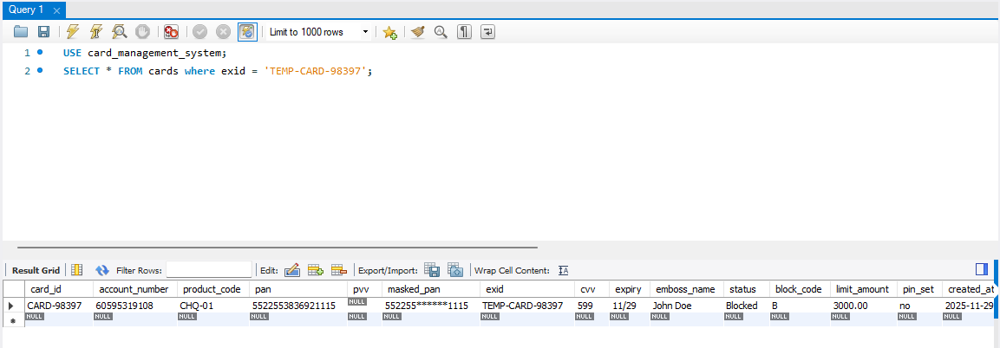 Query 1
Limit to 1000 rows
1 USE card_management_system;
2 SELECT * FROM cards where exid = 'TEMP-CARD-98397';
Result Grid Filter Rows: Edit: Export/Import: Wrap Cell Content:
card_id account_number product_code pan pvv masked_pan exid cvv expiry emboss_name status block_code limit_amount pin_set created_at
CARD-98397 60595319108 CHQ-01 5522553836921115 NULL 552255******1115 TEMP-CARD-98397 599 11/29 John Doe Blocked B 3000.00 no 2025-11-29
NULL NULL NULL NULL NULL NULL NULL NULL NULL NULL NULL NULL NULL NULL